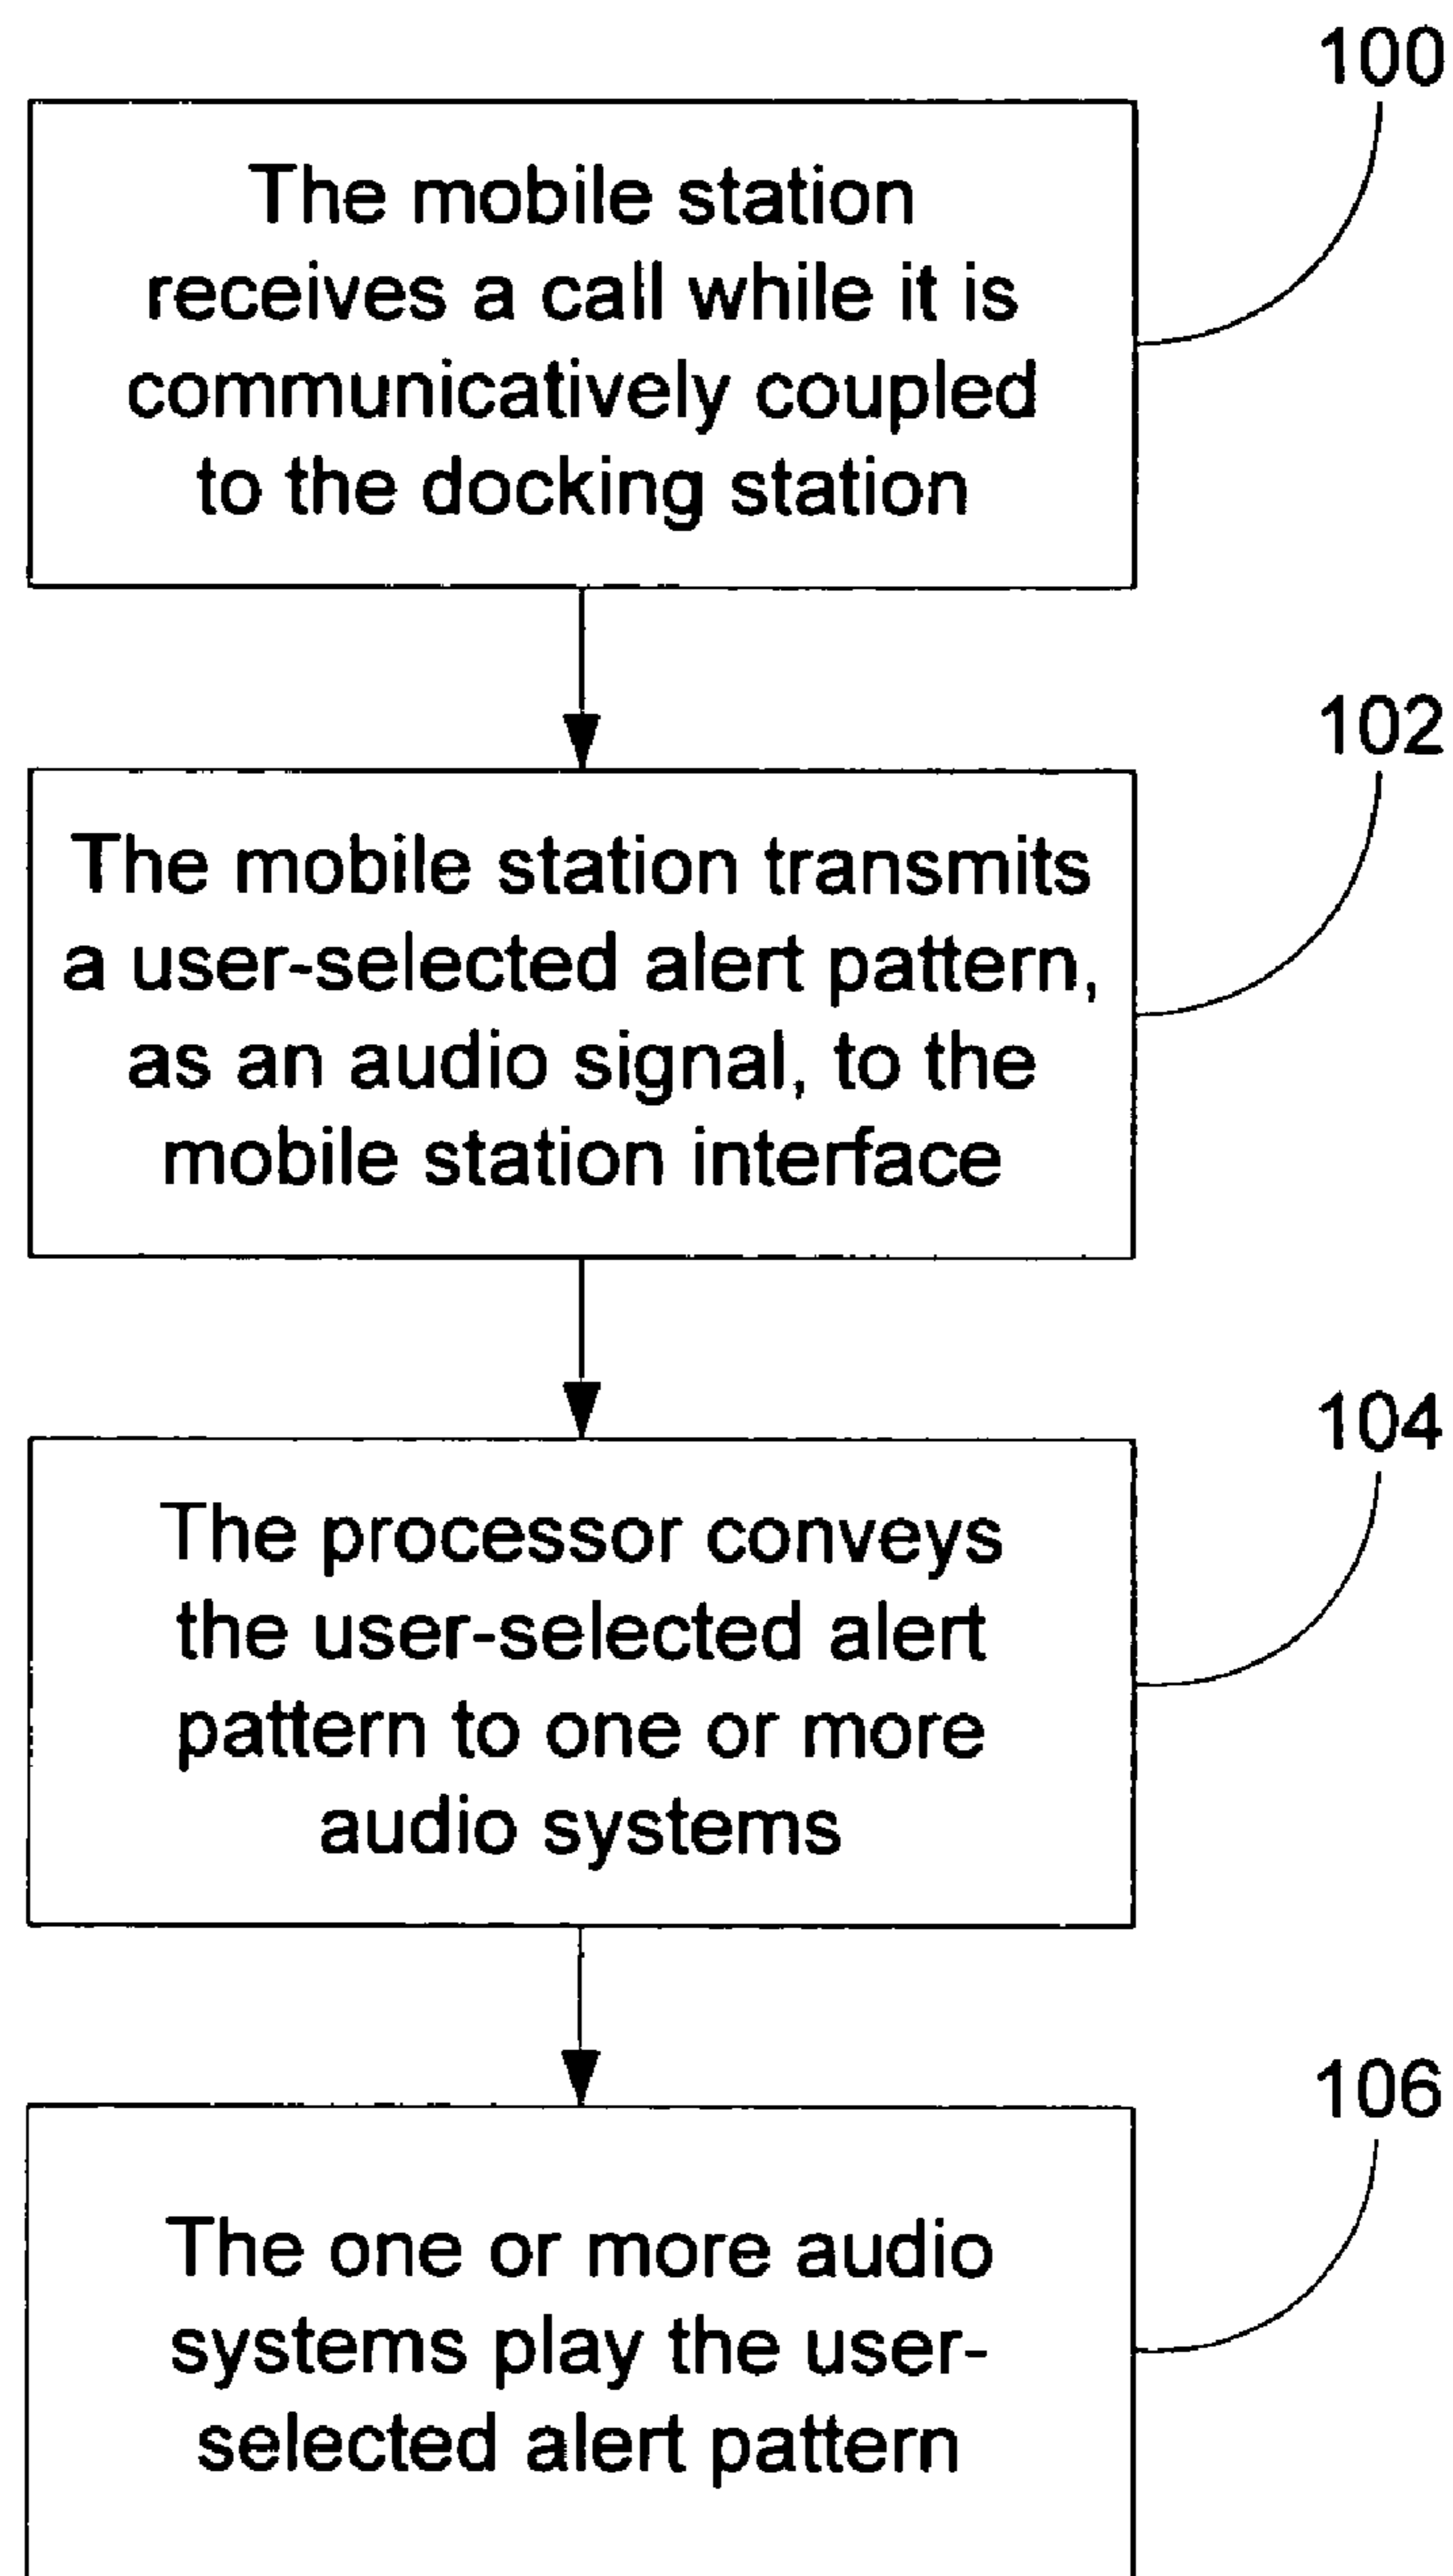 100
The mobile station
receives a call while it is
communicatively coupled
to the docking station
102
The mobile station transmits
a user-selected alert pattern,
as an audio signal, to the
mobile station interface
104
The processor conveys
the user-selected alert
pattern to one or more
audio systems
106
The one or more audio
systems play the user-
selected alert pattern